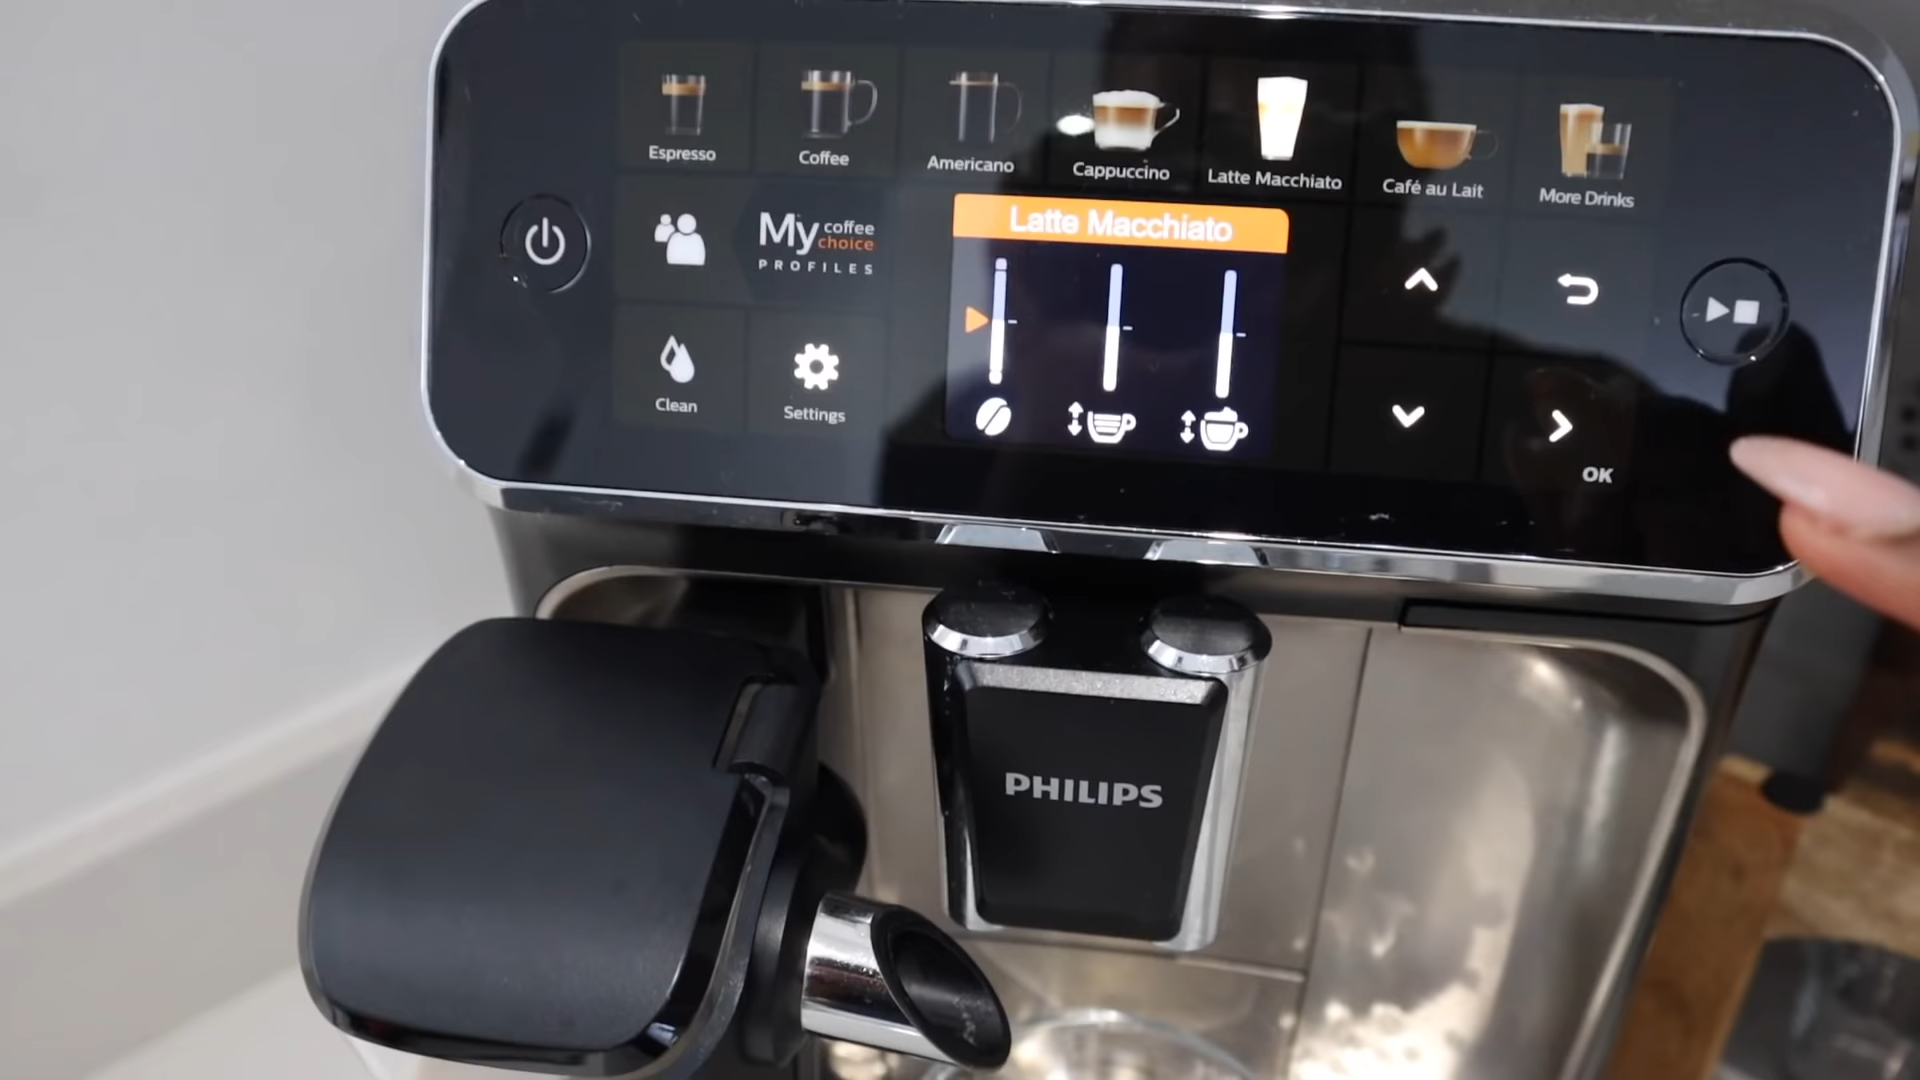 Espresso
Coffee
Americano
Cappuccino
Latte Macchiato
Café au Lait
More Drinks
My coffee choice
PROFILES
Latte Macchiato
Clean
Settings
OK
PHILIPS